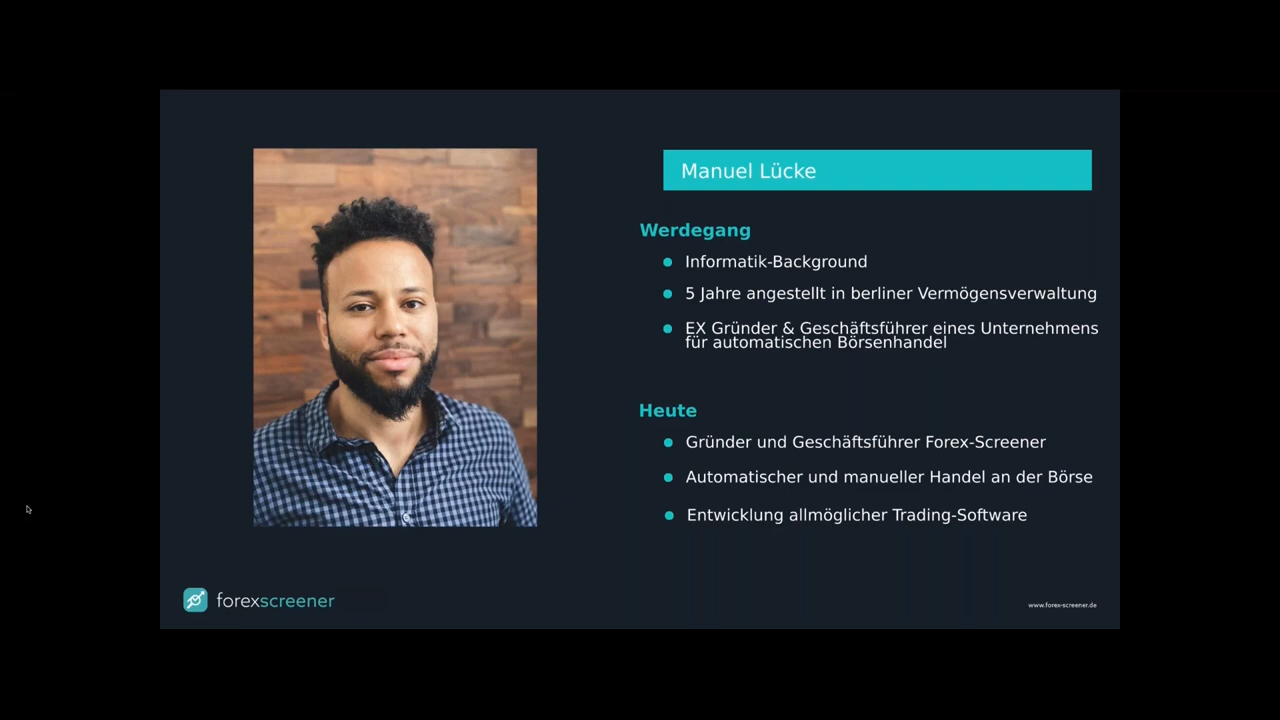 Manuel Lücke
Werdegang
Informatik-Background
5 Jahre angestellt in berliner Vermögensverwaltung
EX Gründer & Geschäftsführer eines Unternehmens
für automatischen Börsenhandel
Heute
Gründer und Geschäftsführer Forex-Screener
Automatischer und manueller Handel an der Börse
Entwicklung allmöglicher Trading-Software
forexscreener
www.forex-screener.de